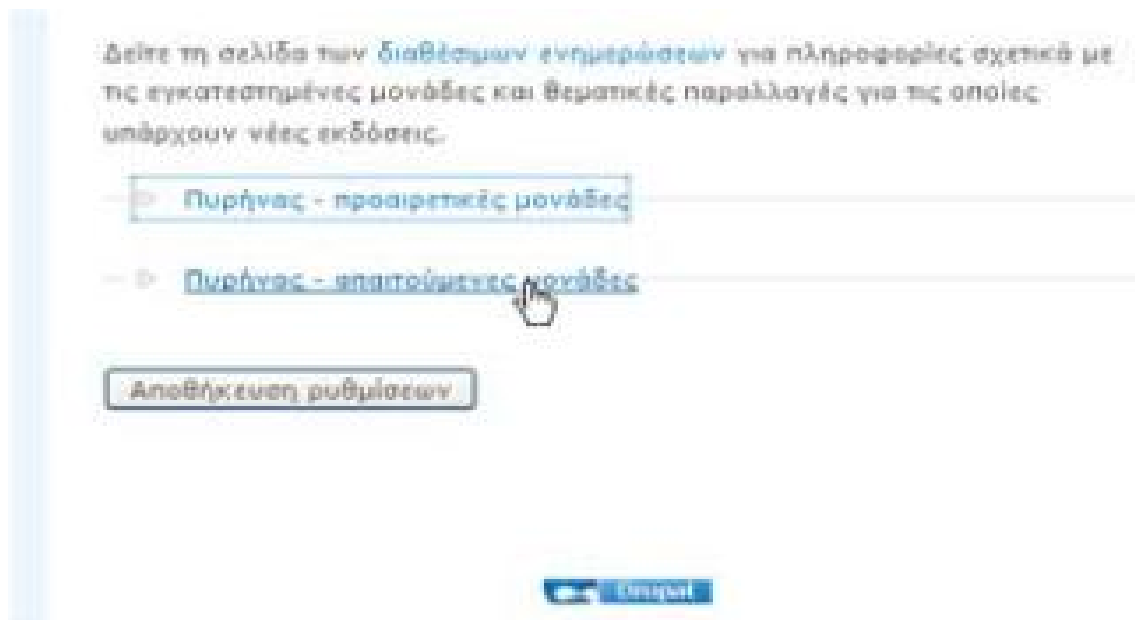 Δείτε τη σελίδα των διαθέσιμων ενημερώσεων για πληροφορίες σχετικά με
τις εγκατεστημένες μονάδες και θεματικές παραλλαγές για τις οποίες
υπάρχουν νέες εκδόσεις.
Πυρήνας - προαιρετικές μονάδες
Πυρήνας - απαιτούμενες μονάδες
Αποθήκευση ρυθμίσεων
Drupal